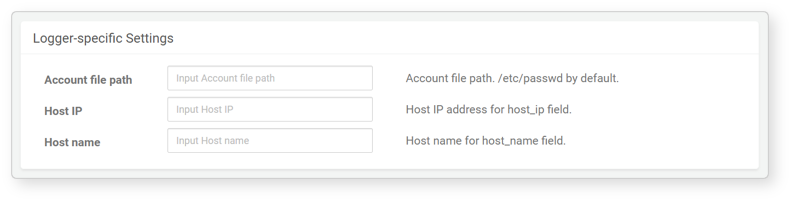 Logger-specific Settings
Account file path Input Account file path Account file path. /etc/passwd by default.
Host IP Input Host IP Host IP address for host_ip field.
Host name Input Host name Host name for host_name field.